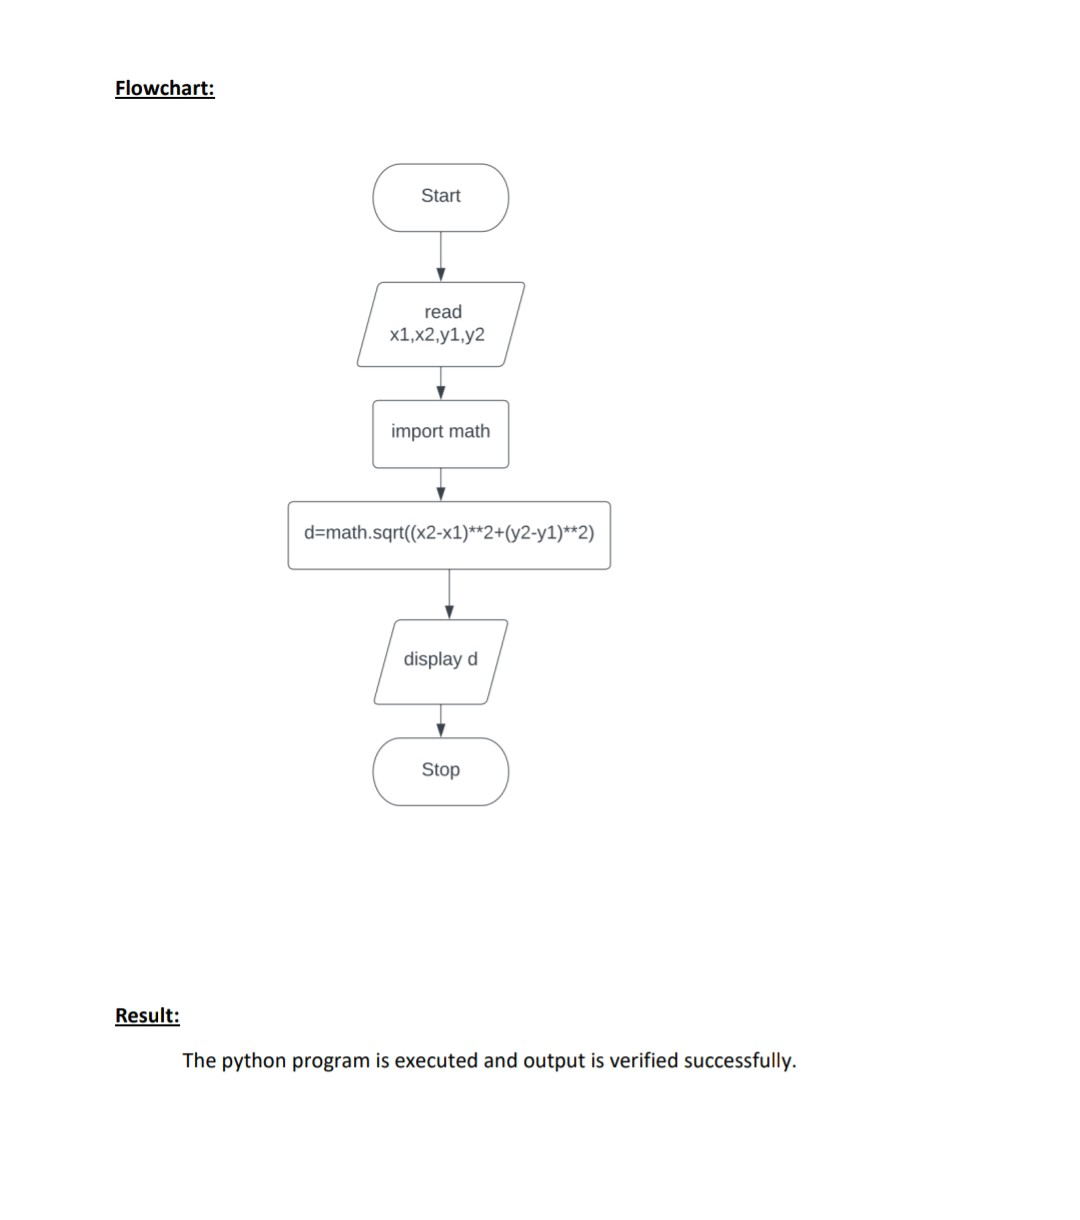 Flowchart:
Start
read
x1,x2,y1,y2
import math
d=math.sqrt((x2-x1)**2+(y2-y1)**2)
display d
Stop
Result:
The python program is executed and output is verified successfully.